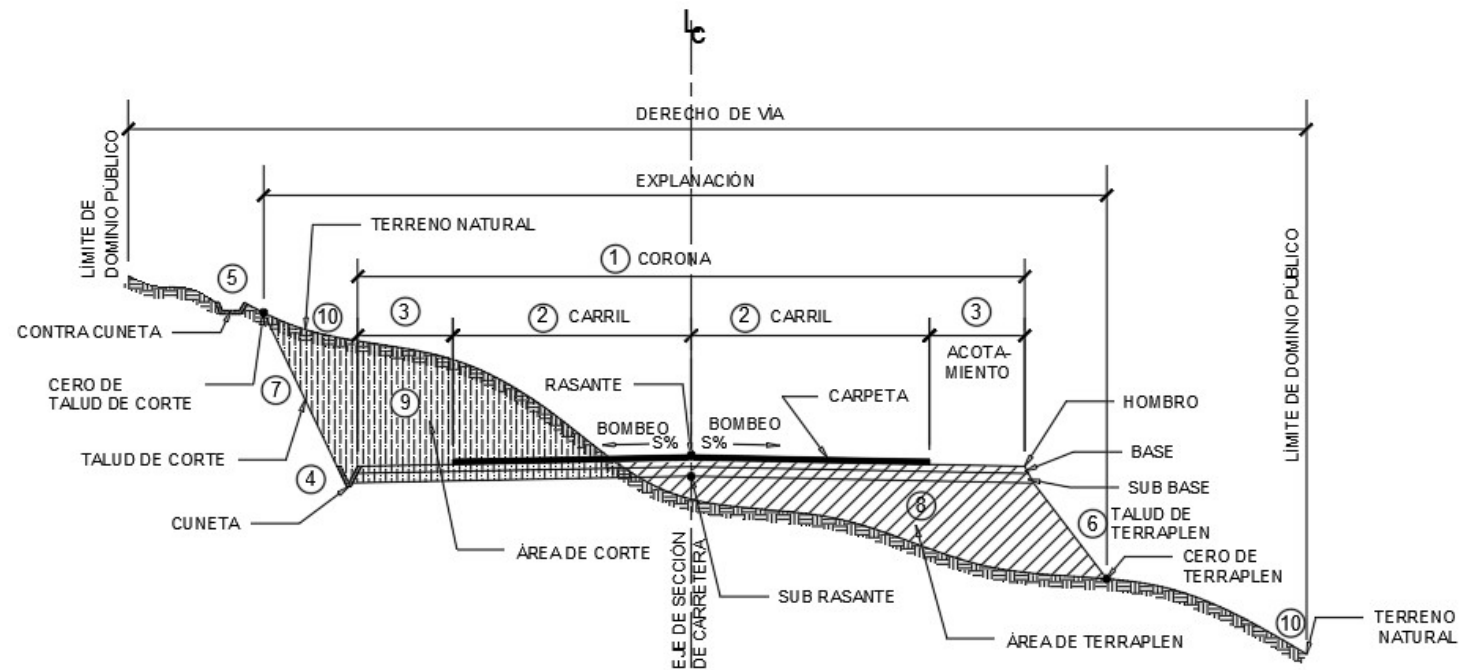 L
C
DERECHO DE VÍA
LÍMITE DE
DOMINIO PÚBLICO
EXPLANACIÓN
TERRENO NATURAL
1 CORONA
LÍMITE DE DOMINIO PÚBLICO
5
10
3
2 CARRIL
2 CARRIL
3
CONTRA CUNETA
ACOTA-
MIENTO
CERO DE
TALUD DE CORTE
7
9
RASANTE
CARPETA
HOMBRO
BOMBEO
S%
BOMBEO
S%
BASE
TALUD DE CORTE
4
SUB BASE
CUNETA
8
6
TALUD DE
TERRAPLEN
ÁREA DE CORTE
CERO DE
TERRAPLEN
EJE DE SECCIÓN
DE CARRETERA
SUB RASANTE
ÁREA DE TERRAPLEN
10
TERRENO
NATURAL